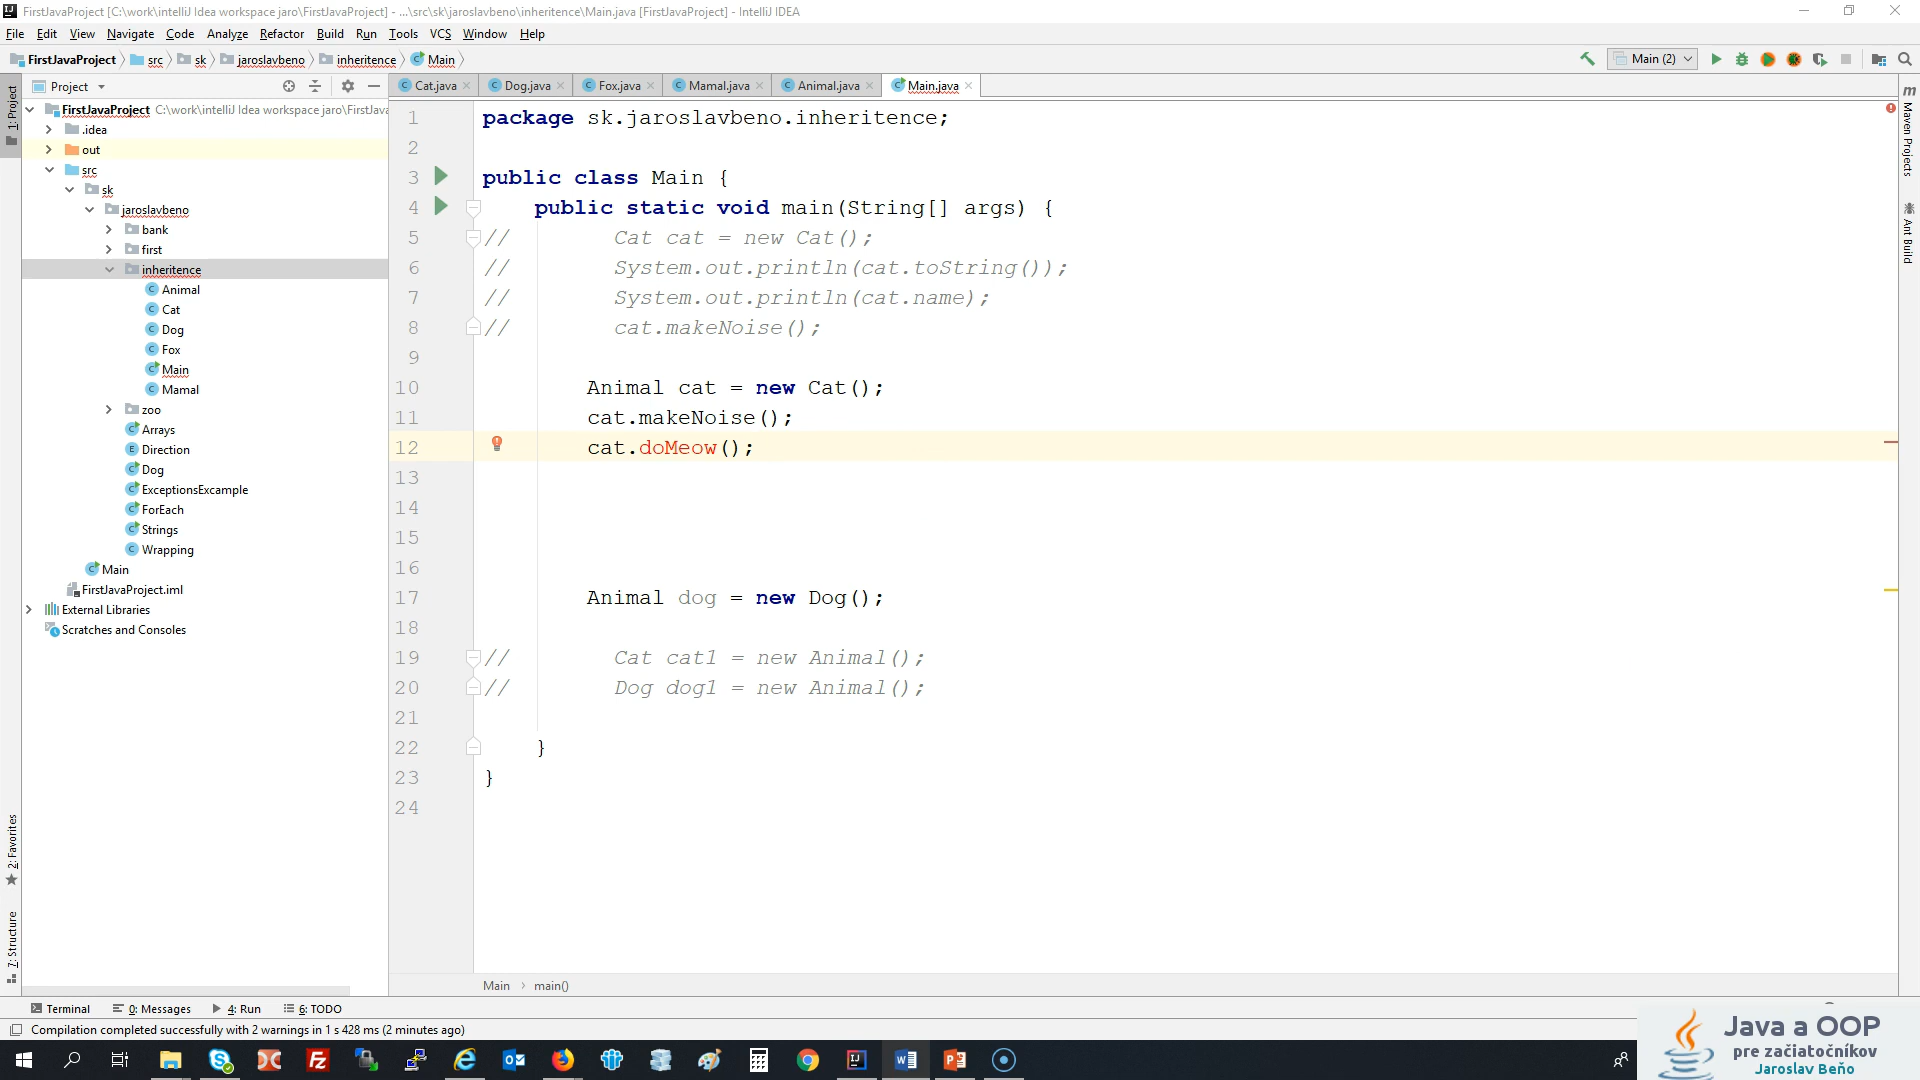 FirstJavaProject [C:\work\intelliJ Idea workspace jaro\FirstJavaProject] - ...\src\sk\jaroslavbeno\inheritence\Main.java [FirstJavaProject] - IntelliJ IDEA
File Edit View Navigate Code Analyze Refactor Build Run Tools VCS Window Help
FirstJavaProject src sk jaroslavbeno inheritence Main
Main (2)
Project
Cat.java Dog.java Fox.java Mamal.java Animal.java Main.java
1: Project
2: Favorites
7: Structure
Maven Projects
Ant Build
FirstJavaProject C:\work\intelliJ Idea workspace jaro\FirstJava
.idea
out
src
sk
jaroslavbeno
bank
first
inheritence
Animal
Cat
Dog
Fox
Main
Mamal
zoo
Arrays
Direction
Dog
ExceptionsExcample
ForEach
Strings
Wrapping
Main
FirstJavaProject.iml
External Libraries
Scratches and Consoles
1 package sk.jaroslavbeno.inheritence;
2
3 public class Main {
4 public static void main(String[] args) {
5 // Cat cat = new Cat();
6 // System.out.println(cat.toString());
7 // System.out.println(cat.name);
8 // cat.makeNoise();
9
10 Animal cat = new Cat();
11 cat.makeNoise();
12 cat.doMeow();
13
14
15
16
17 Animal dog = new Dog();
18
19 // Cat cat1 = new Animal();
20 // Dog dog1 = new Animal();
21
22 }
23 }
24
Main › main()
Terminal 0: Messages 4: Run 6: TODO
Compilation completed successfully with 2 warnings in 1 s 428 ms (2 minutes ago)
Java a OOP
pre začiatočníkov
Jaroslav Beňo